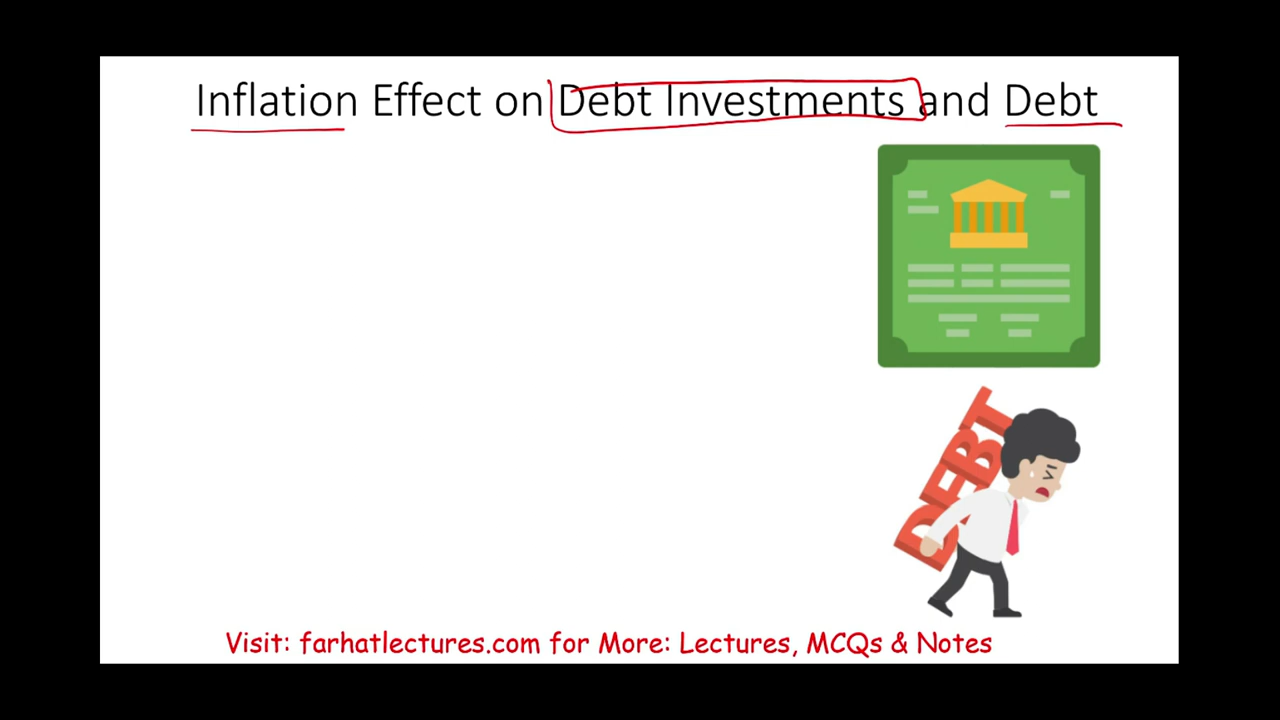 Inflation Effect on Debt Investments and Debt
DEBT
Visit: farhatlectures.com for More: Lectures, MCQs & Notes